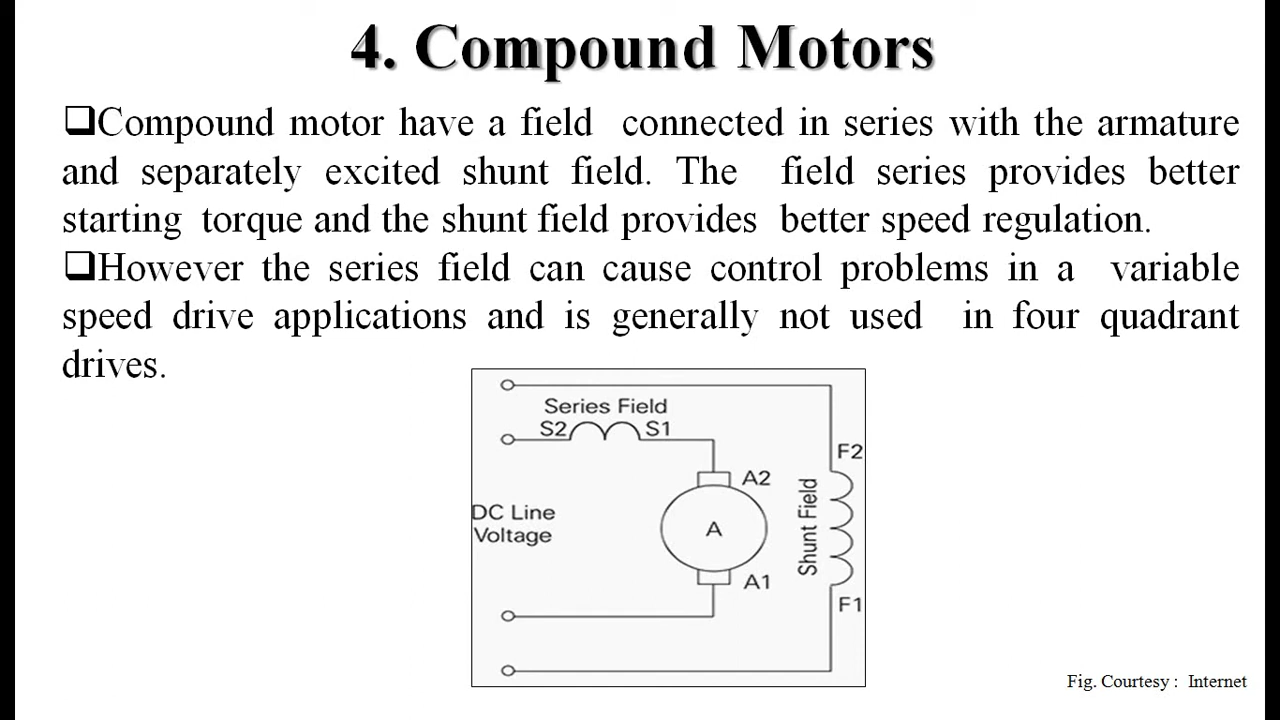 4. Compound Motors
❑Compound motor have a field connected in series with the armature
and separately excited shunt field. The field series provides better
starting torque and the shunt field provides better speed regulation.
❑However the series field can cause control problems in a variable
speed drive applications and is generally not used in four quadrant
drives.
Series Field
S2 S1
F2
A2
DC Line
Voltage
A
Shunt Field
A1
F1
Fig. Courtesy : Internet